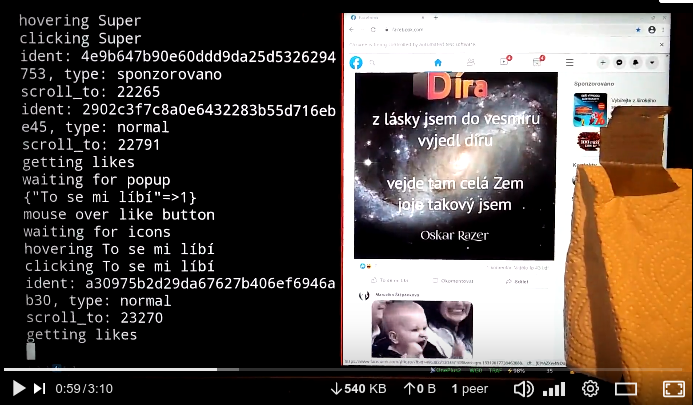 hovering Super
clicking Super
ident: 4e9b647b90e60ddd9da25d5326294
753, type: sponzorovano
scroll_to: 22265
ident: 2902c3f7c8a0e6432283b55d716eb
e45, type: normal
scroll_to: 22791
getting likes
waiting for popup
{"To se mi líbí"=>1}
mouse over like button
waiting for icons
hovering To se mi líbí
clicking To se mi líbí
ident: a30975b2d29da67627b406ef6946a
b30, type: normal
scroll_to: 23270
getting likes
Díra
z lásky jsem do vesmíru
vyjedl díru
vejde tam celá Zem
joje takový jsem
Oskar Razer
Sponzorováno
Okomentovat
Sdílet
0:59 / 3:10
540 KB
0 B
1 peer